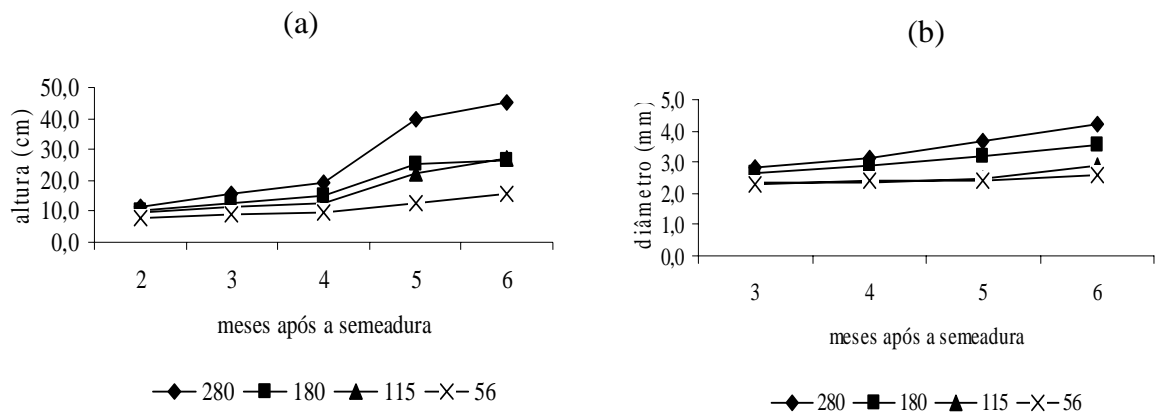 (a)
altura (cm)
50,0
40,0
30,0
20,0
10,0
0,0
2 3 4 5 6
meses após a semeadura
280 180 115 56
(b)
diâmetro (mm)
5,0
4,0
3,0
2,0
1,0
0,0
3 4 5 6
meses após a semeadura
280 180 115 56